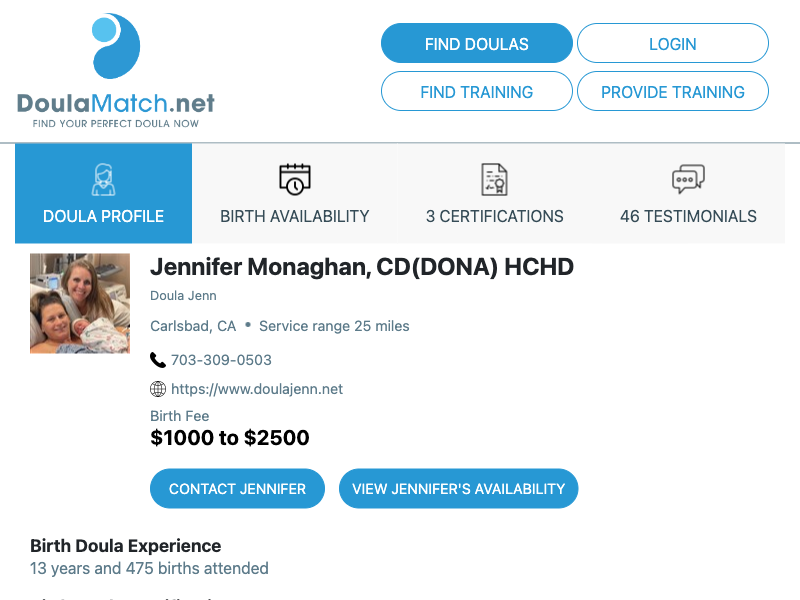 DoulaMatch.net
FIND YOUR PERFECT DOULA NOW
FIND DOULAS
LOGIN
FIND TRAINING
PROVIDE TRAINING
DOULA PROFILE
BIRTH AVAILABILITY
3 CERTIFICATIONS
46 TESTIMONIALS
Jennifer Monaghan, CD(DONA) HCHD
Doula Jenn
Carlsbad, CA • Service range 25 miles
703-309-0503
https://www.doulajenn.net
Birth Fee
$1000 to $2500
CONTACT JENNIFER
VIEW JENNIFER'S AVAILABILITY
Birth Doula Experience
13 years and 475 births attended